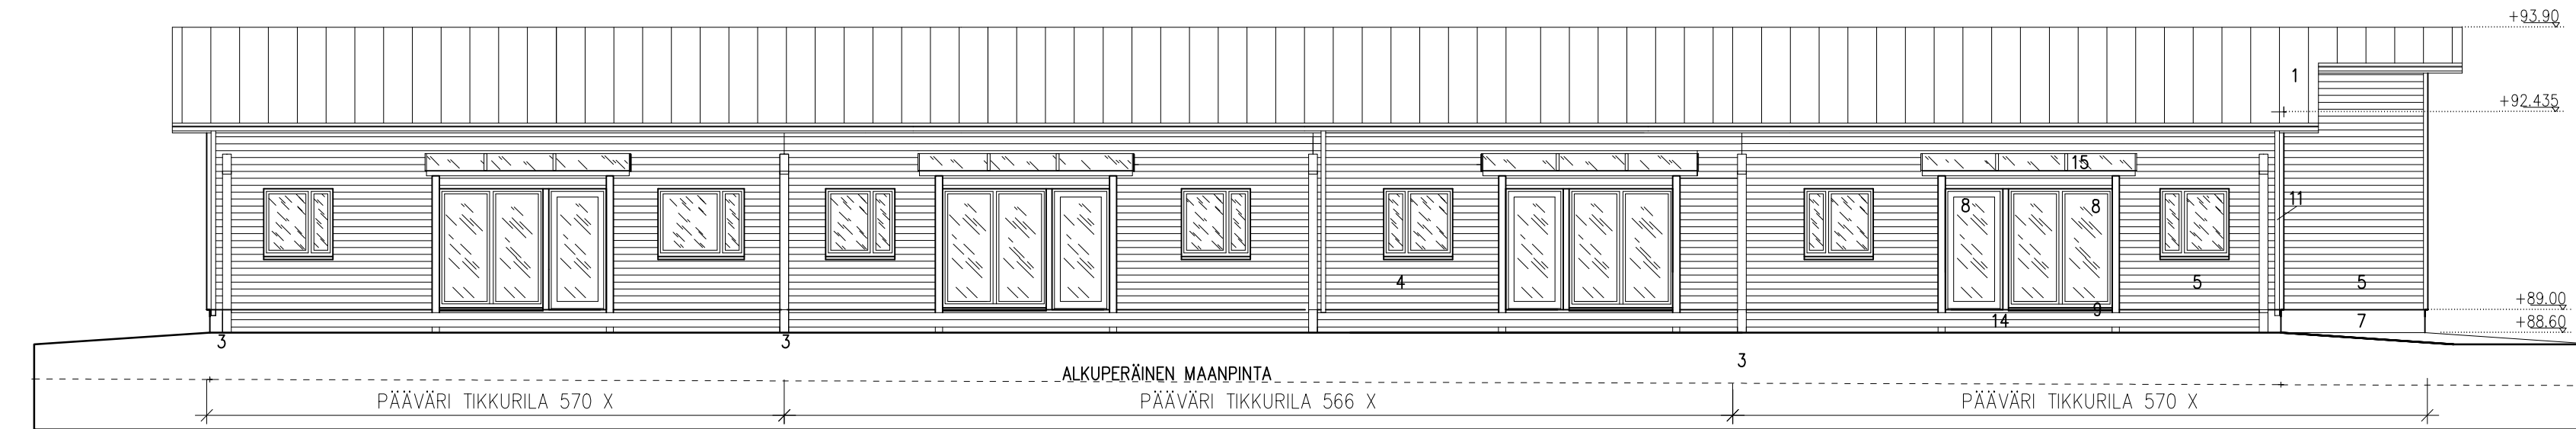 +93.90
1
+92.435
15
11
8 8
4 5 5
+89.00
9
14 7
+88.60
3 3
3
ALKUPERÄINEN MAANPINTA
PÄÄVÄRI TIKKURILA 570 X
PÄÄVÄRI TIKKURILA 566 X
PÄÄVÄRI TIKKURILA 570 X